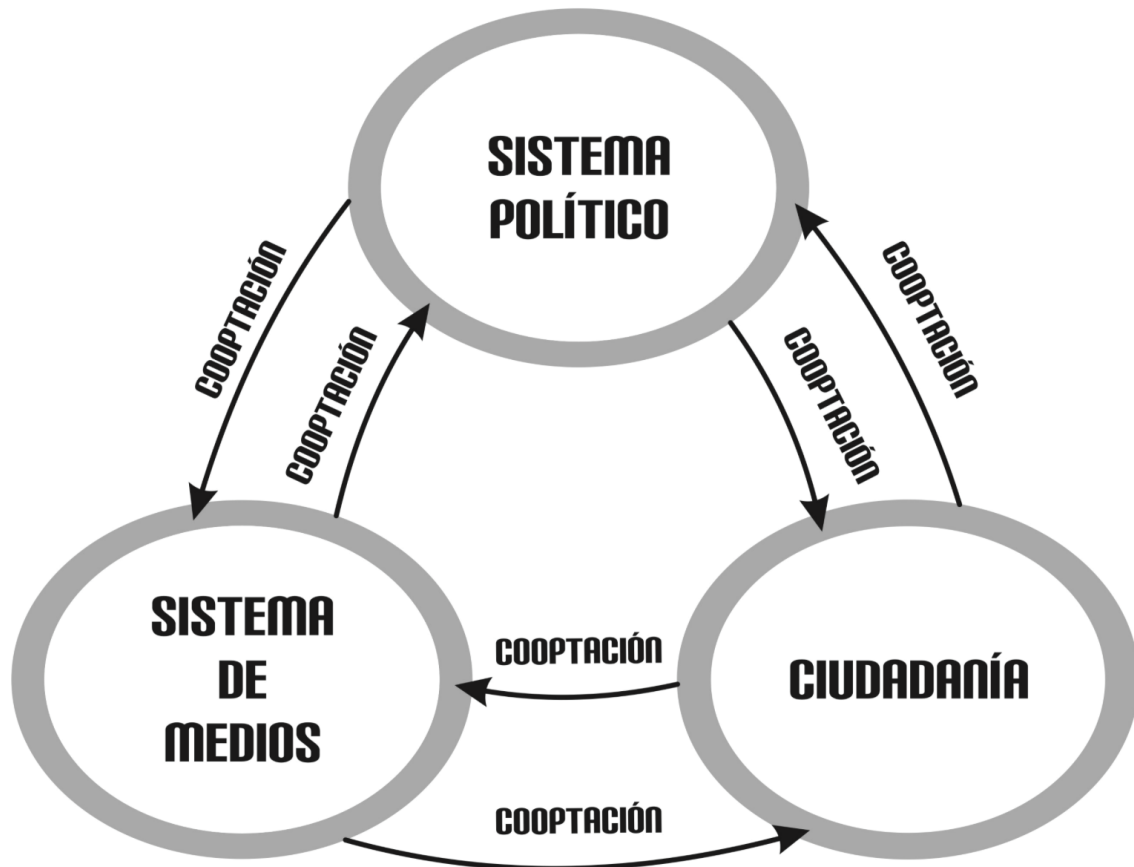 SISTEMA
POLÍTICO
COOPTACIÓN
COOPTACIÓN
COOPTACIÓN
COOPTACIÓN
SISTEMA
DE
MEDIOS
COOPTACIÓN
CIUDADANÍA
COOPTACIÓN